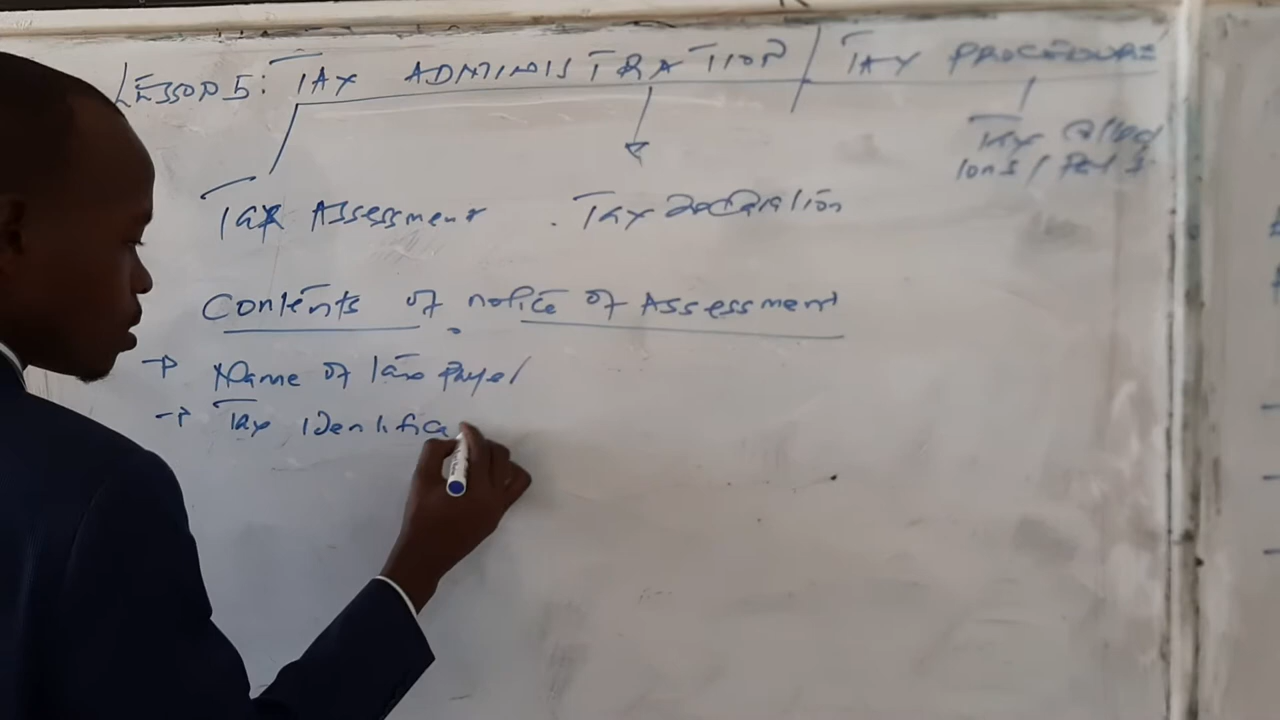 LESSON 5: TAX ADMINISTRATION / TAX PROCEDURE
Tax
Tax Assessment . Tax Declaration
Contents of notice of Assessment
→ Name of tax payer
→ Tax Identifica